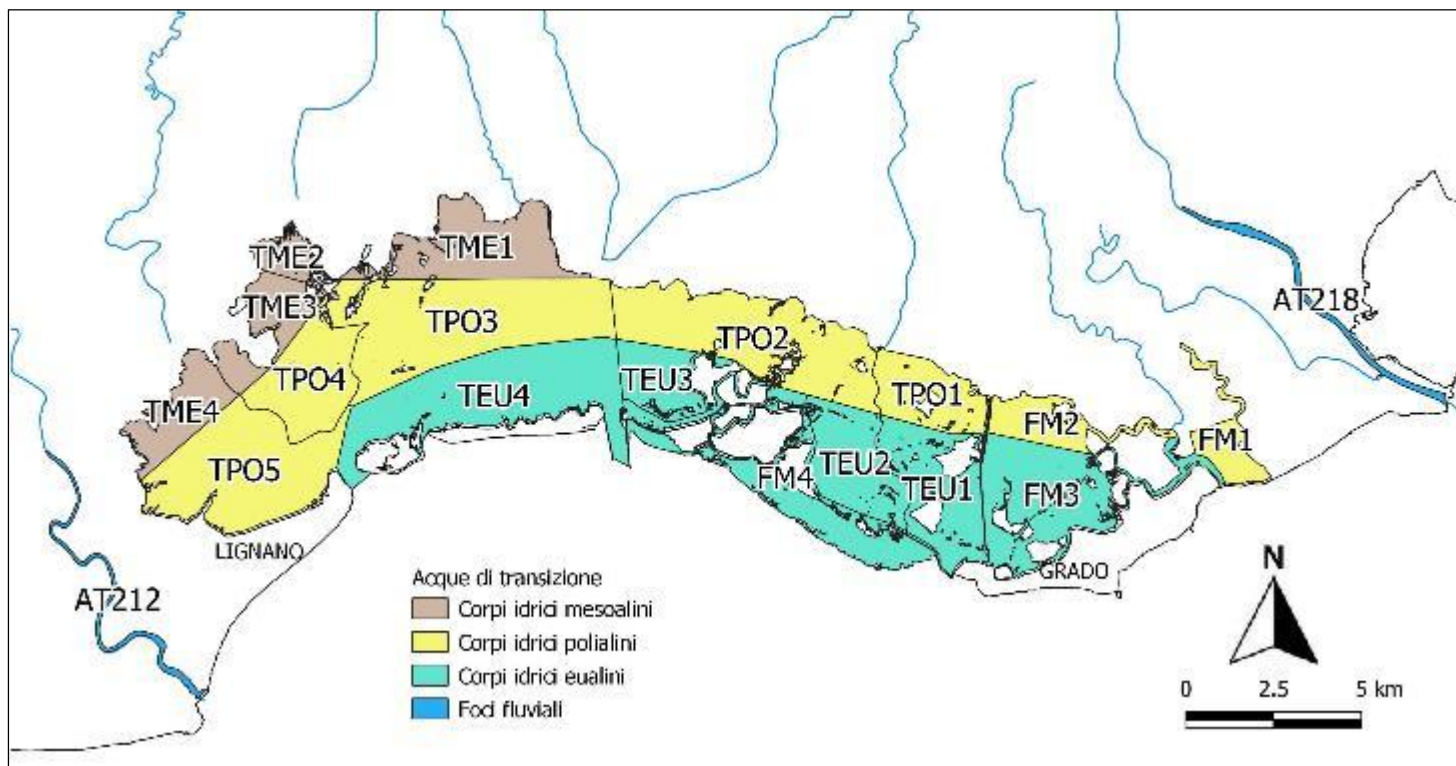 TME1
TME2
TME3
TPO3
TPO2
TPO4
TEU3
TPO1
TEU4
TME4
FM2
FM1
TPO5
FM4
TEU2
TEU1
FM3
AT218
LIGNANO
GRADO
AT212
Acque di transizione
Corpi idrici mesoalini
Corpi idrici polialini
Corpi idrici eualini
Foci fluviali
N
0 2.5 5 km